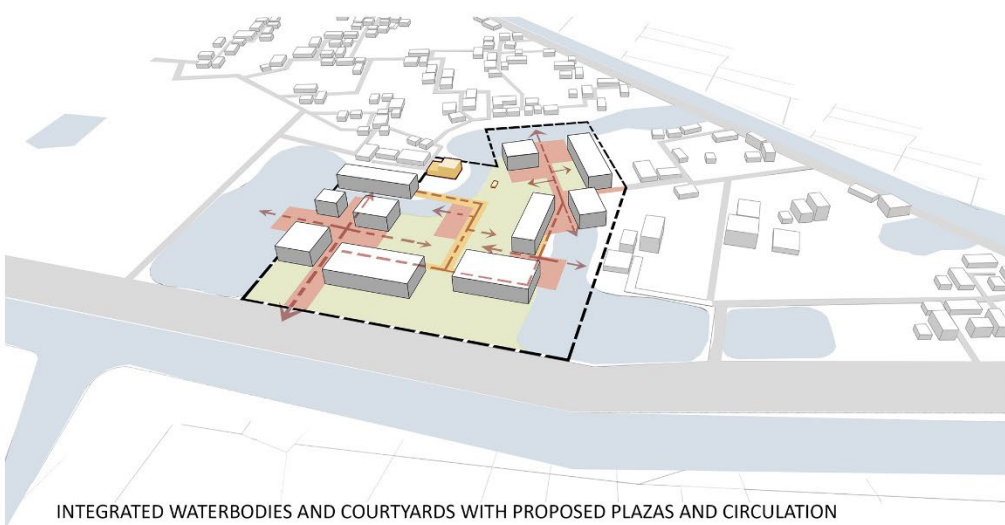 INTEGRATED WATERBODIES AND COURTYARDS WITH PROPOSED PLAZAS AND CIRCULATION